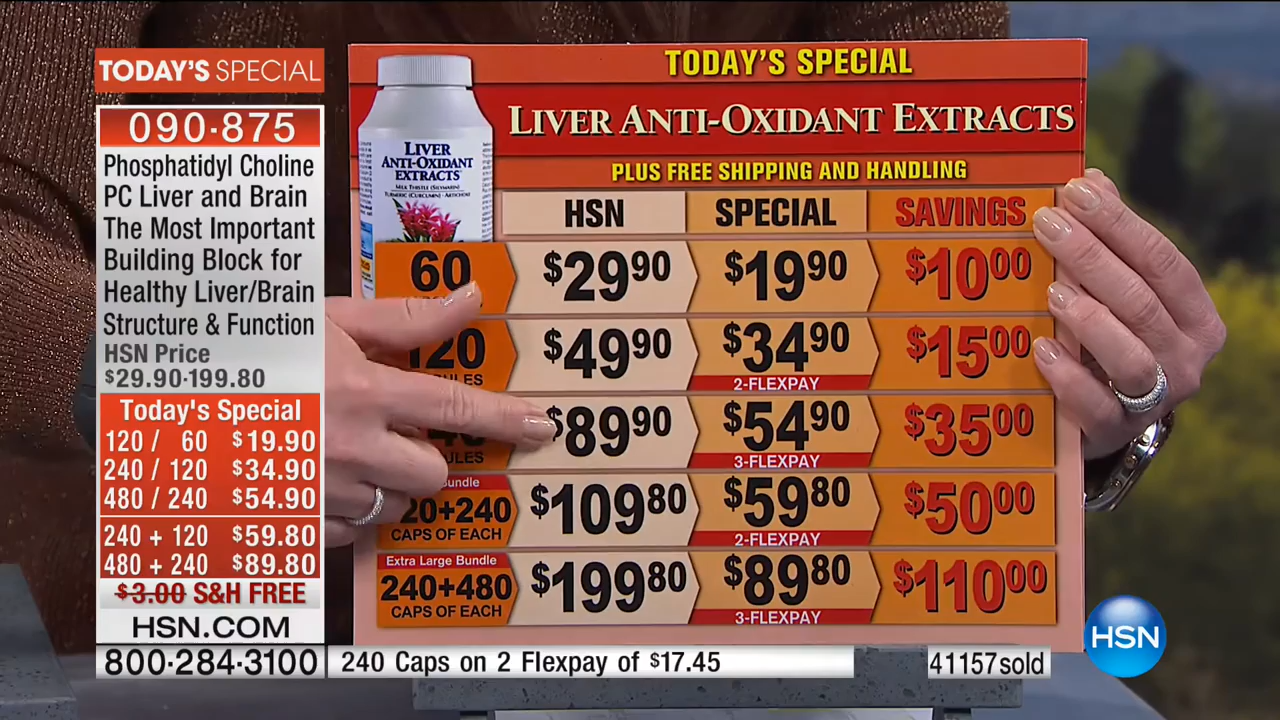 TODAY'S SPECIAL
090-875
Phosphatidyl Choline
PC Liver and Brain
The Most Important
Building Block for
Healthy Liver/Brain
Structure & Function
HSN Price
$29.90-199.80
Today's Special
120 / 60 $19.90
240 / 120 $34.90
480 / 240 $54.90
240 + 120 $59.80
480 + 240 $89.80
$3.00 S&H FREE
HSN.COM
800-284-3100
240 Caps on 2 Flexpay of $17.45
41157sold
HSN
TODAY'S SPECIAL
LIVER ANTI-OXIDANT EXTRACTS
PLUS FREE SHIPPING AND HANDLING
LIVER
ANTI-OXIDANT
EXTRACTS
MILK THISTLE (SILYMARIN)
TURMERIC (CURCUMIN) · ARTICHOKE
HSN SPECIAL SAVINGS
60 $29.90 $19.90 $10.00
120 $49.90 $34.90 $15.00
2-FLEXPAY
$89.90 $54.90 $35.00
3-FLEXPAY
20+240 $109.80 $59.80 $50.00
CAPS OF EACH 2-FLEXPAY
Extra Large Bundle
240+480 $199.80 $89.80 $110.00
CAPS OF EACH 3-FLEXPAY